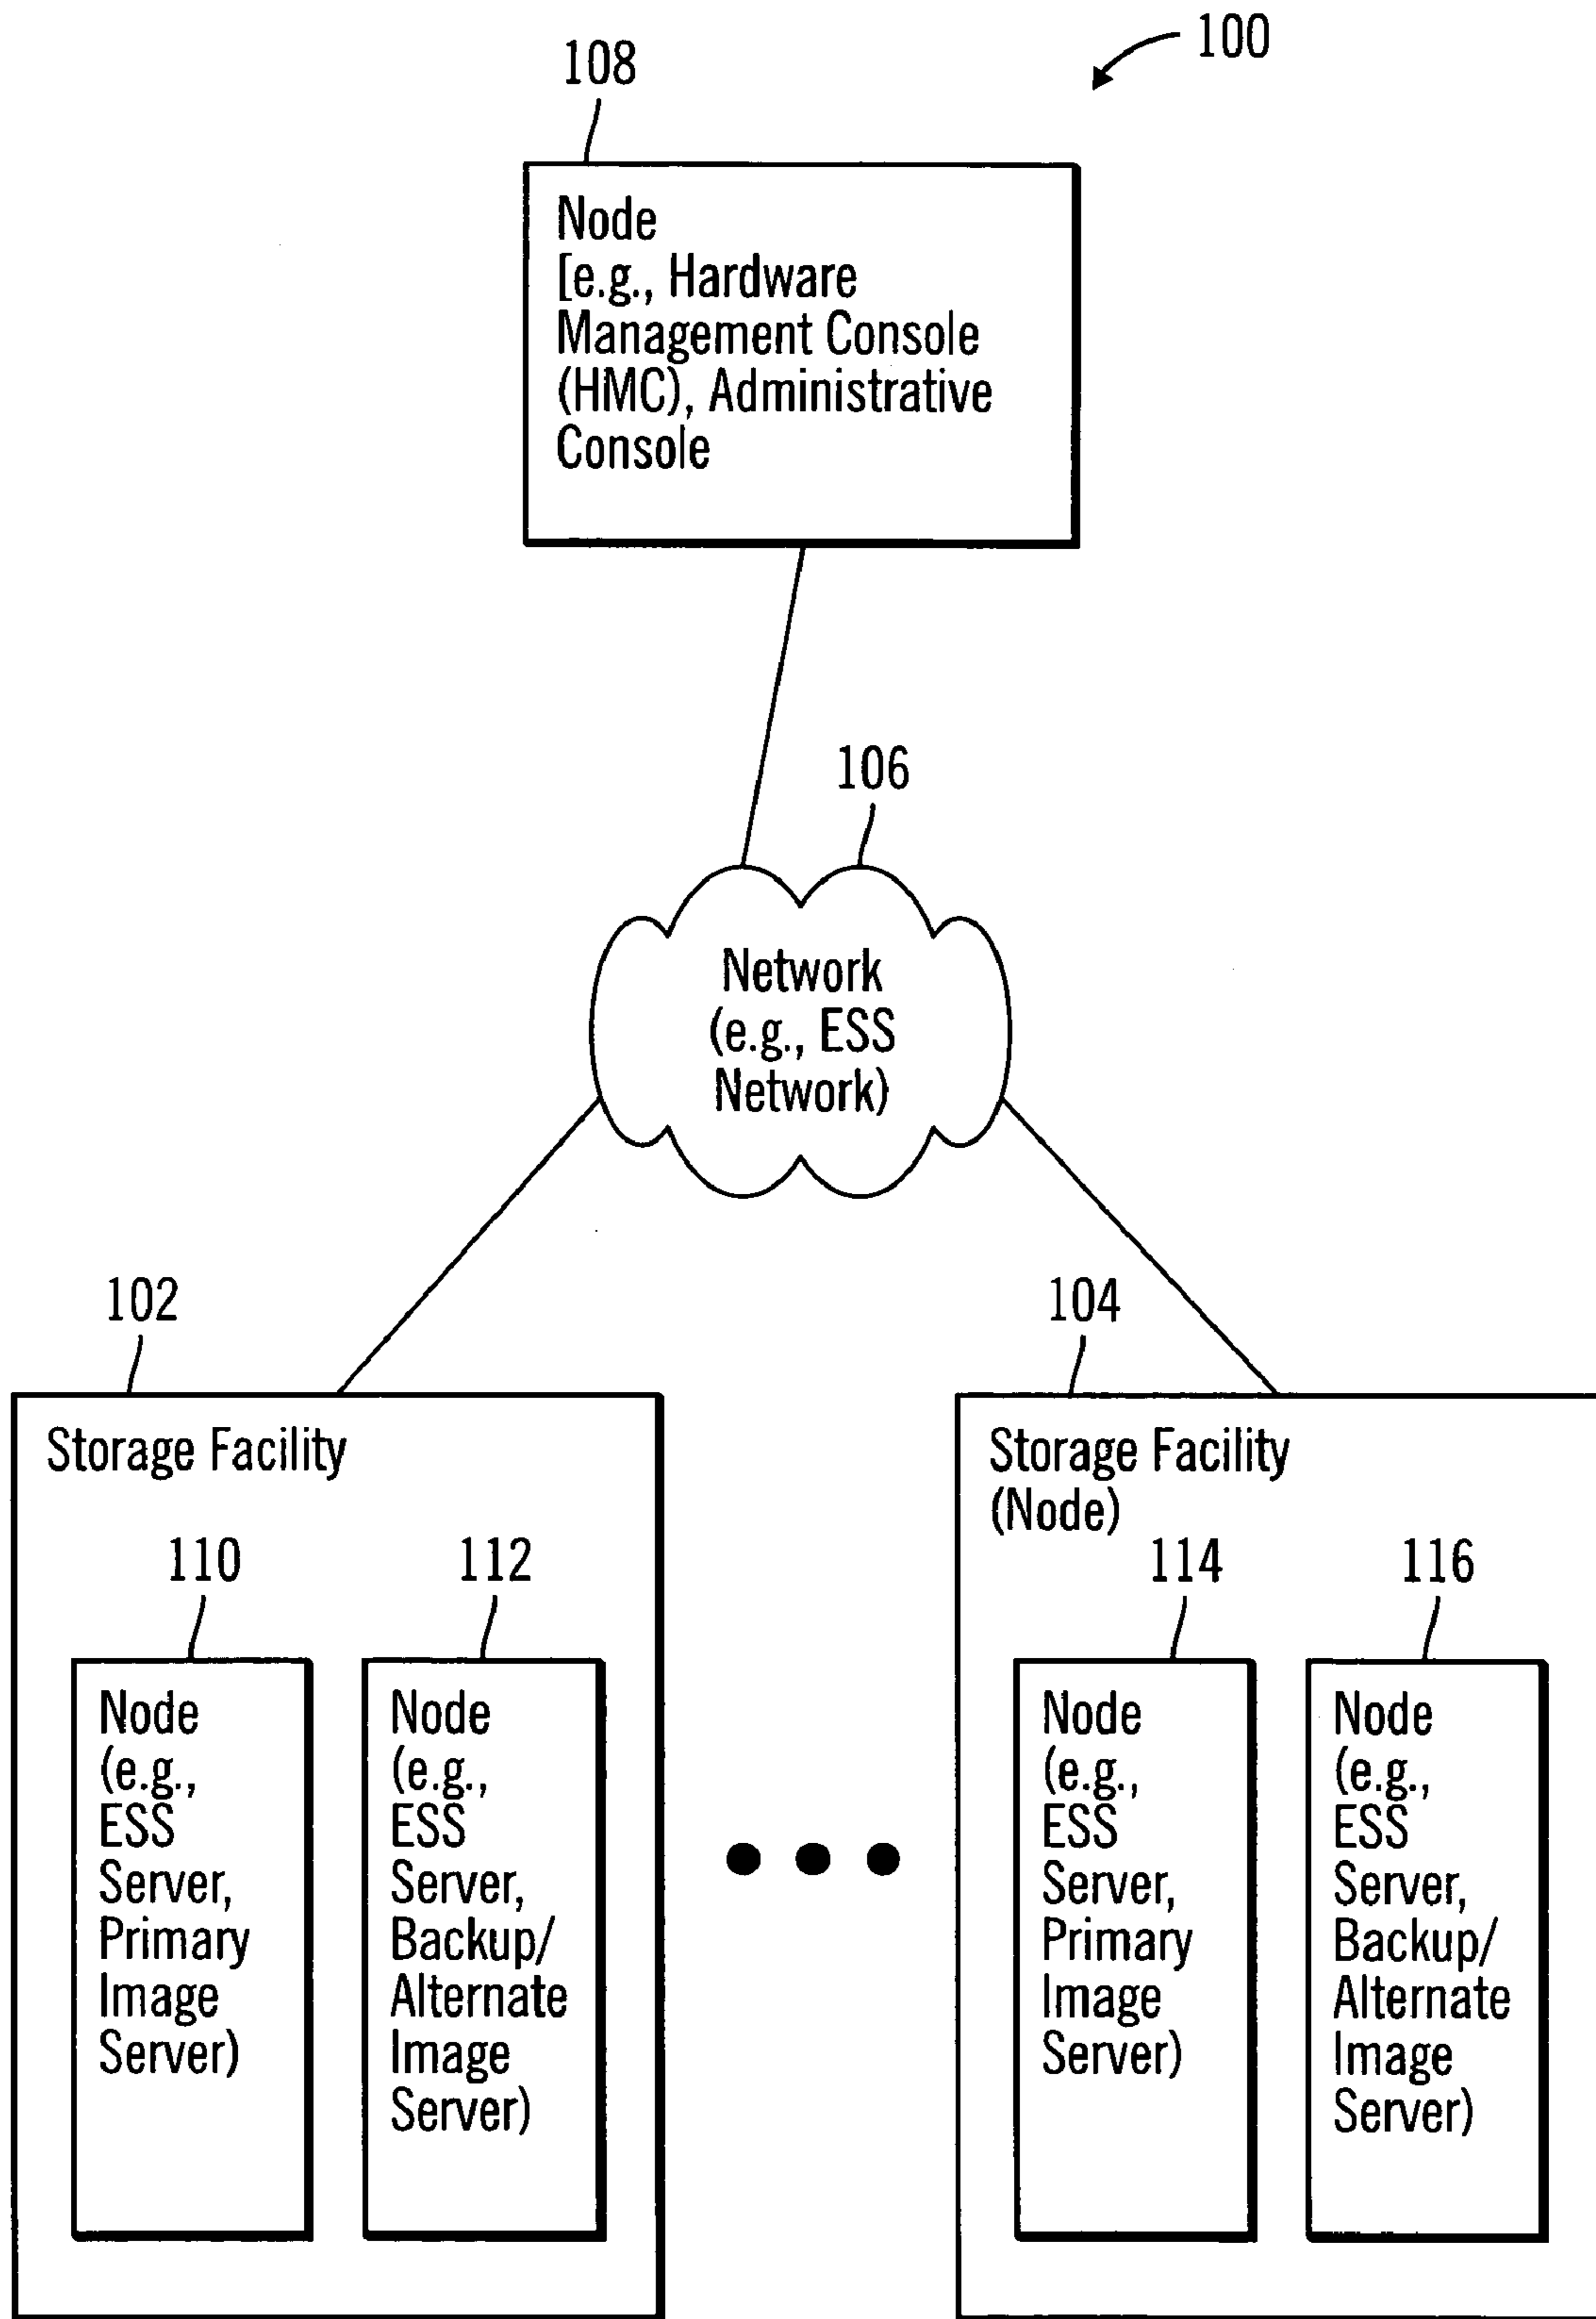 100
108
Node
[e.g., Hardware
Management Console
(HMC), Administrative
Console
106
Network
(e.g., ESS
Network)
102
Storage Facility
110
Node
(e.g.,
ESS
Server,
Primary
Image
Server)
112
Node
(e.g.,
ESS
Server,
Backup/
Alternate
Image
Server)
104
Storage Facility
(Node)
114
Node
(e.g.,
ESS
Server,
Primary
Image
Server)
116
Node
(e.g.,
ESS
Server,
Backup/
Alternate
Image
Server)